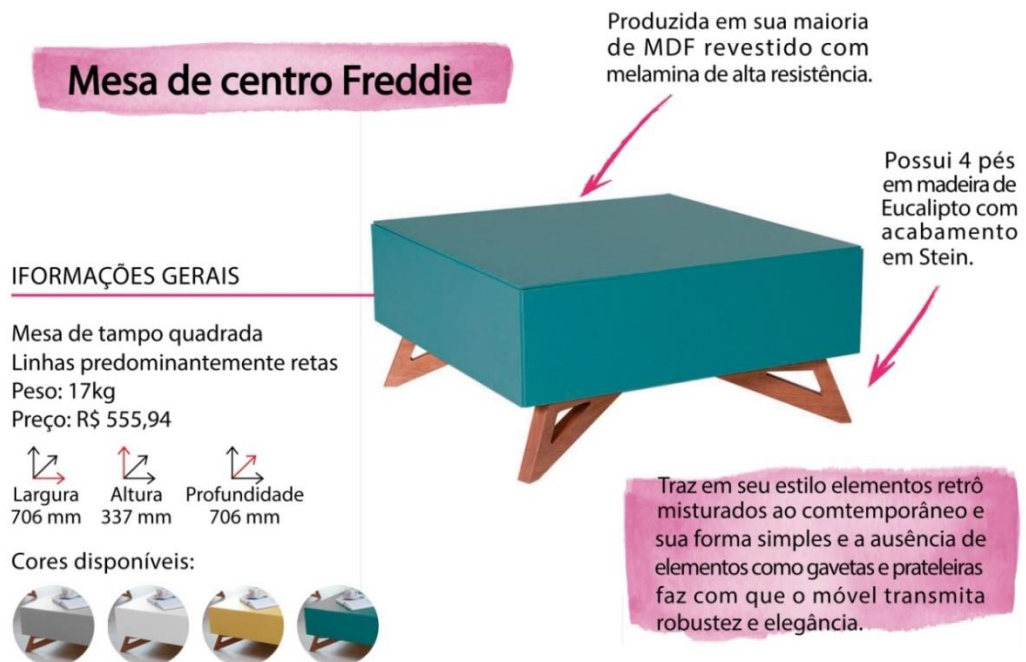 Mesa de centro Freddie
Produzida em sua maioria
de MDF revestido com
melamina de alta resistência.
Possui 4 pés
em madeira de
Eucalipto com
acabamento
em Stein.
IFORMAÇÕES GERAIS
Mesa de tampo quadrada
Linhas predominantemente retas
Peso: 17kg
Preço: R$ 555,94
Largura
706 mm
Altura
337 mm
Profundidade
706 mm
Cores disponíveis:
Traz em seu estilo elementos retrô
misturados ao comtemporâneo e
sua forma simples e a ausência de
elementos como gavetas e prateleiras
faz com que o móvel transmita
robustez e elegância.